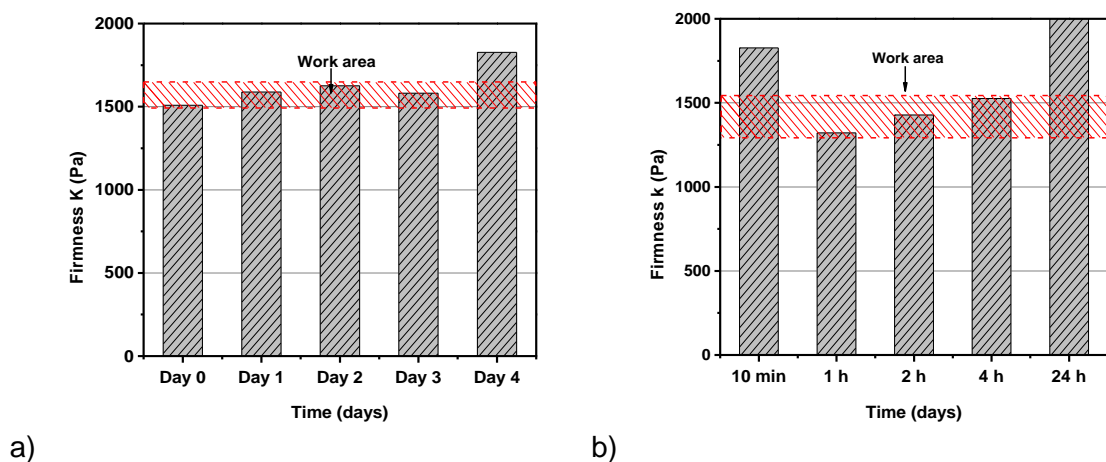 2000
1500
1000
500
0
Firmness K (Pa)
Work area
Day 0 Day 1 Day 2 Day 3 Day 4
Time (days)
a)
2000
1500
1000
500
0
Firmness k (Pa)
Work area
10 min 1 h 2 h 4 h 24 h
Time (days)
b)